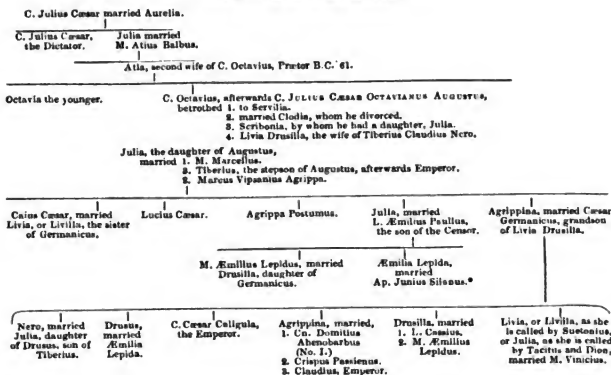 C. Julius Cæsar married Aurelia.
C. Julius Cæsar,
the Dictator.
Julia married
M. Atius Balbus.
Atia, second wife of C. Octavius, Prætor B.C. 61.
Octavia the younger.
C. Octavius, afterwards C. JULIUS CÆSAR OCTAVIANUS AUGUSTUS,
betrothed 1. to Servilia.
2. married Clodia, whom he divorced.
3. Scribonia, by whom he had a daughter, Julia.
4. Livia Drusilla, the wife of Tiberius Claudius Nero.
Julia, the daughter of Augustus,
married 1. M. Marcellus.
3. Tiberius, the stepson of Augustus, afterwards Emperor.
2. Marcus Vipsanius Agrippa.
Caius Cæsar, married
Livia, or Livilla, the sister
of Germanicus.
Lucius Cæsar.
Agrippa Postumus.
Julia, married
L. Æmilius Paullus,
the son of the Censor.
Agrippina, married Cæsar
Germanicus, grandson
of Livia Drusilla.
M. Æmilius Lepidus, married
Drusilla, daughter of
Germanicus.
Æmilia Lepida,
married
Ap. Junius Silanus.*
Nero, married
Julia, daughter
of Drusus, son of
Tiberius.
Drusus,
married
Æmilia
Lepida.
C. Cæsar Caligula,
the Emperor.
Agrippina, married,
1. Cn. Domitius
Ahenobarbus
(No. I.)
2. Crispus Passienus.
3. Claudius, Emperor.
Drusilla, married
1. L. Cassius.
2. M. Æmilius
Lepidus.
Livia, or Livilla, as she
is called by Suetonius,
or Julia, as she is called
by Tacitus and Dion,
married M. Vinicius.